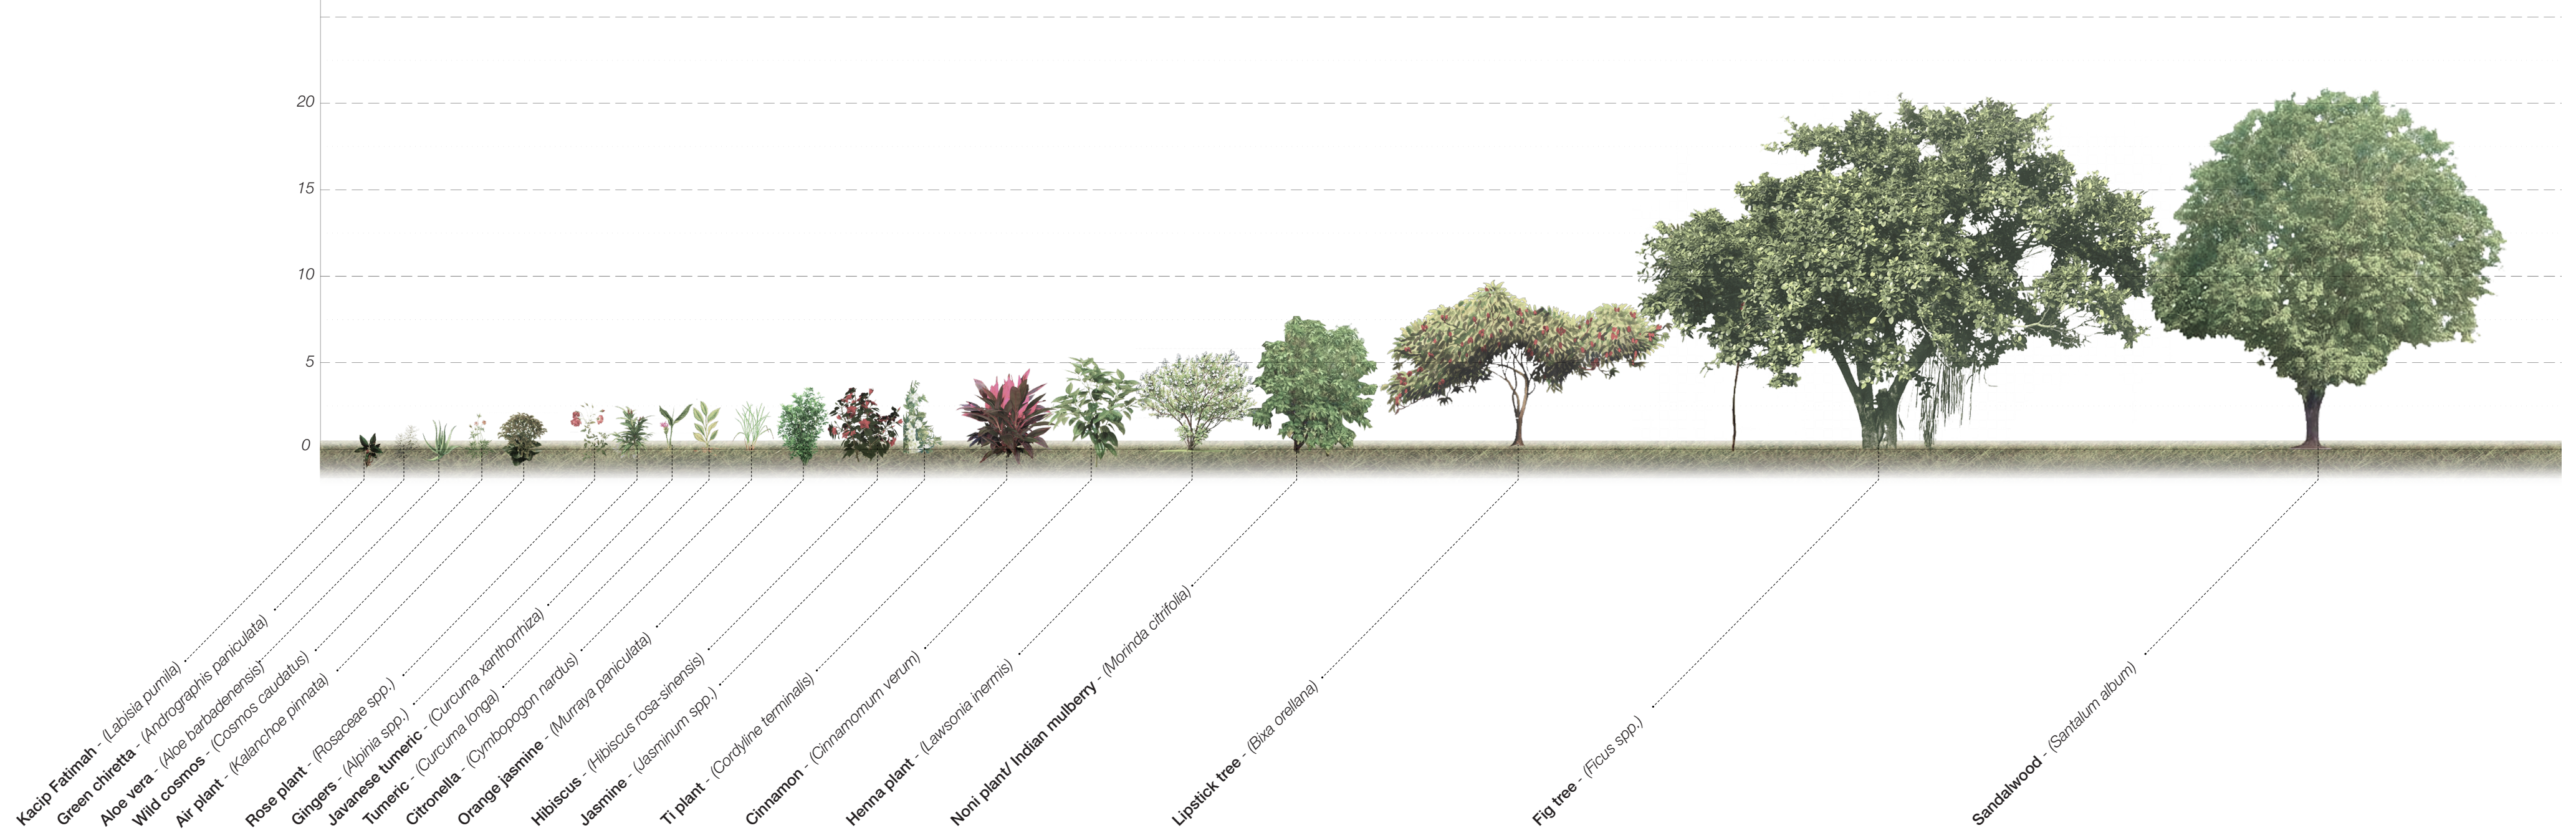 20
15
10
5
0
Kacip Fatimah - (Labisia pumila)
Green chiretta - (Andrographis paniculata)
Aloe vera - (Aloe barbadenensis)
Wild cosmos - (Cosmos caudatus)
Air plant - (Kalanchoe pinnata)
Rose plant - (Rosaceae spp.)
Gingers - (Alpinia spp.)
Javanese tumeric - (Curcuma xanthorrhiza)
Tumeric - (Curcuma longa)
Citronella - (Cymbopogon nardus)
Orange jasmine - (Murraya paniculata)
Hibiscus - (Hibiscus rosa-sinensis)
Jasmine - (Jasminum spp.)
Ti plant - (Cordyline terminalis)
Cinnamon - (Cinnamomum verum)
Henna plant - (Lawsonia inermis)
Noni plant/ Indian mulberry - (Morinda citrifolia)
Lipstick tree - (Bixa orellana)
Fig tree - (Ficus spp.)
Sandalwood - (Santalum album)